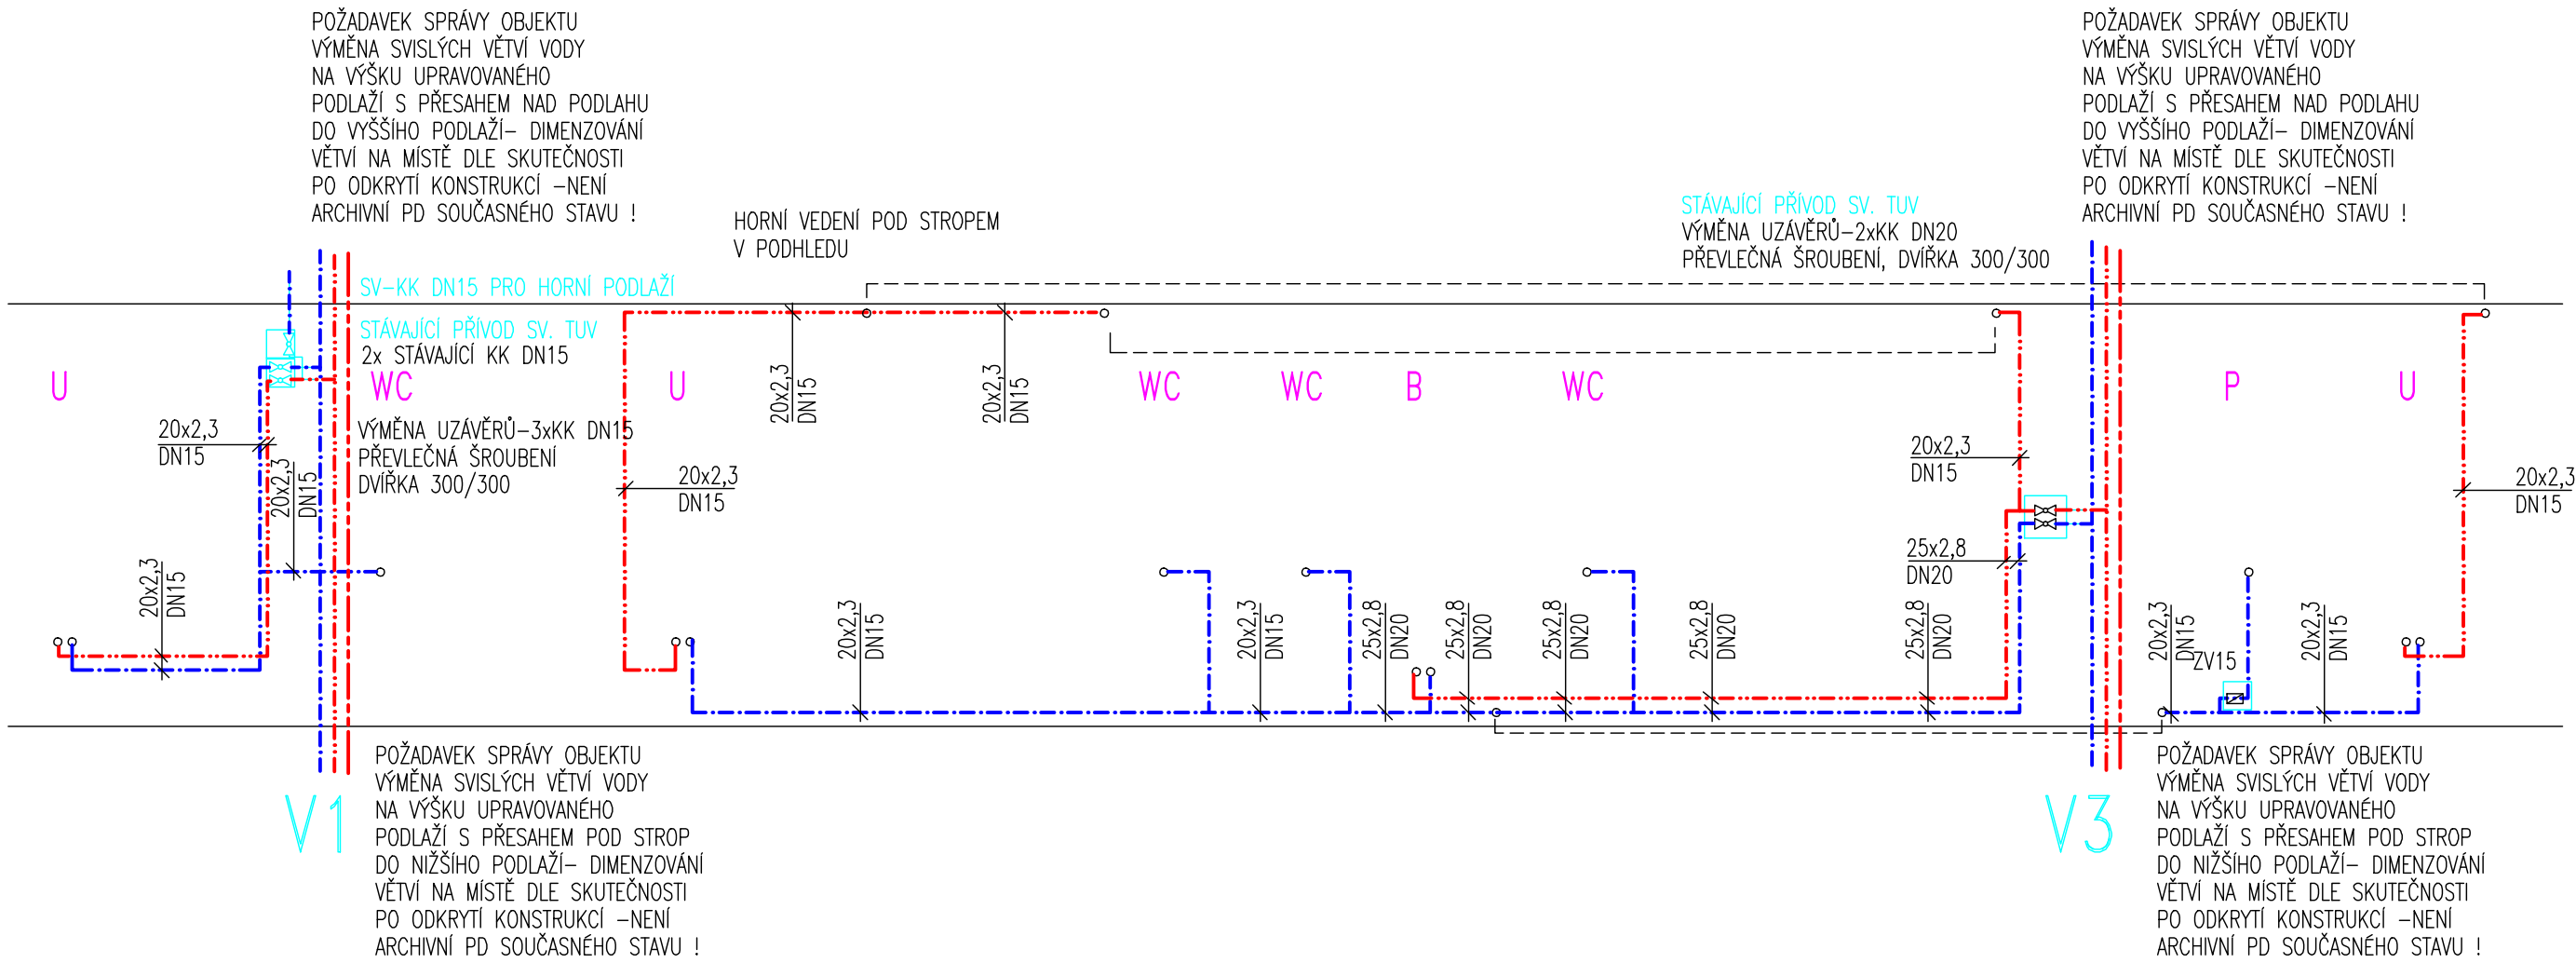 POŽADAVEK SPRÁVY OBJEKTU
VÝMĚNA SVISLÝCH VĚTVÍ VODY
NA VÝŠKU UPRAVOVANÉHO
PODLAŽÍ S PŘESAHEM NAD PODLAHU
DO VYŠŠÍHO PODLAŽÍ– DIMENZOVÁNÍ
VĚTVÍ NA MÍSTĚ DLE SKUTEČNOSTI
PO ODKRYTÍ KONSTRUKCÍ –NENÍ
ARCHIVNÍ PD SOUČASNÉHO STAVU !
POŽADAVEK SPRÁVY OBJEKTU
VÝMĚNA SVISLÝCH VĚTVÍ VODY
NA VÝŠKU UPRAVOVANÉHO
PODLAŽÍ S PŘESAHEM NAD PODLAHU
DO VYŠŠÍHO PODLAŽÍ– DIMENZOVÁNÍ
VĚTVÍ NA MÍSTĚ DLE SKUTEČNOSTI
PO ODKRYTÍ KONSTRUKCÍ –NENÍ
ARCHIVNÍ PD SOUČASNÉHO STAVU !
HORNÍ VEDENÍ POD STROPEM
V PODHLEDU
STÁVAJÍCÍ PŘÍVOD SV. TUV
VÝMĚNA UZÁVĚRŮ–2xKK DN20
PŘEVLEČNÁ ŠROUBENÍ, DVÍŘKA 300/300
SV–KK DN15 PRO HORNÍ PODLAŽÍ
STÁVAJÍCÍ PŘÍVOD SV. TUV
2x STÁVAJÍCÍ KK DN15
U
WC
U
WC
WC
B
WC
P
U
VÝMĚNA UZÁVĚRŮ–3xKK DN15
PŘEVLEČNÁ ŠROUBENÍ
DVÍŘKA 300/300
20x2,3
DN15
20x2,3
DN15
20x2,3
DN15
20x2,3
DN15
20x2,3
DN15
20x2,3
DN15
20x2,3
DN15
20x2,3
DN15
25x2,8
DN20
20x2,3
DN15
20x2,3
DN15
25x2,8
DN20
25x2,8
DN20
25x2,8
DN20
25x2,8
DN20
25x2,8
DN20
20x2,3
DN15
ZV15
20x2,3
DN15
V1
POŽADAVEK SPRÁVY OBJEKTU
VÝMĚNA SVISLÝCH VĚTVÍ VODY
NA VÝŠKU UPRAVOVANÉHO
PODLAŽÍ S PŘESAHEM POD STROP
DO NIŽŠÍHO PODLAŽÍ– DIMENZOVÁNÍ
VĚTVÍ NA MÍSTĚ DLE SKUTEČNOSTI
PO ODKRYTÍ KONSTRUKCÍ –NENÍ
ARCHIVNÍ PD SOUČASNÉHO STAVU !
V3
POŽADAVEK SPRÁVY OBJEKTU
VÝMĚNA SVISLÝCH VĚTVÍ VODY
NA VÝŠKU UPRAVOVANÉHO
PODLAŽÍ S PŘESAHEM POD STROP
DO NIŽŠÍHO PODLAŽÍ– DIMENZOVÁNÍ
VĚTVÍ NA MÍSTĚ DLE SKUTEČNOSTI
PO ODKRYTÍ KONSTRUKCÍ –NENÍ
ARCHIVNÍ PD SOUČASNÉHO STAVU !